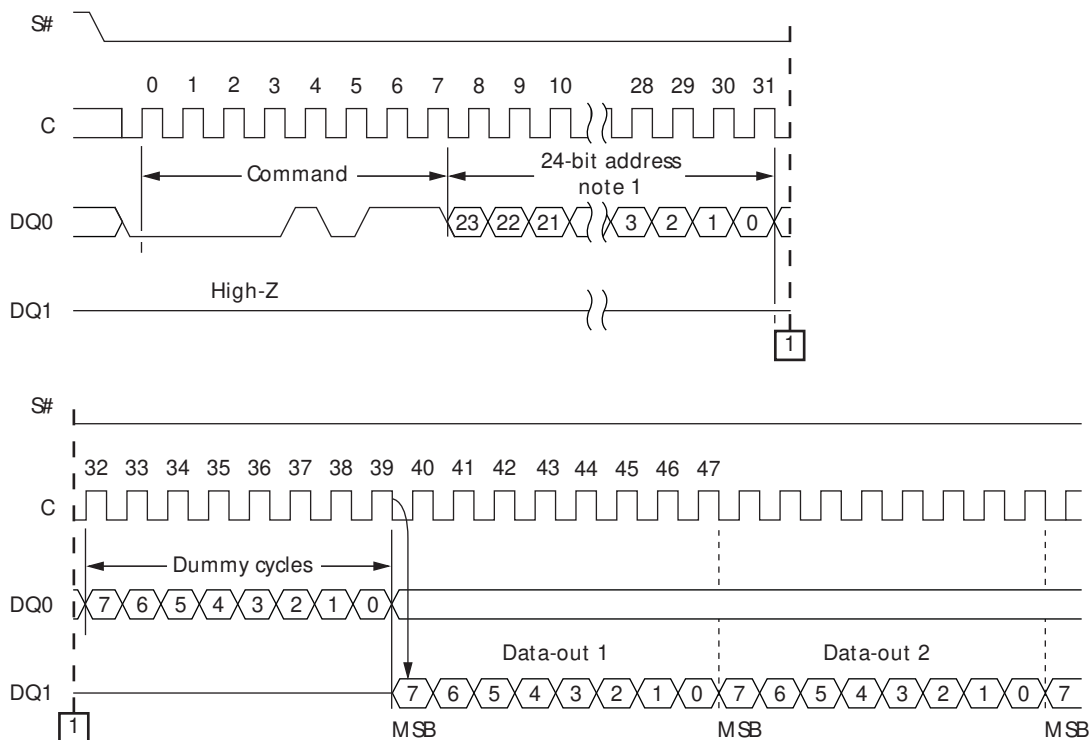 S#
0 1 2 3 4 5 6 7 8 9 10 28 29 30 31
C
Command
24-bit address
note 1
DQ0
23 22 21 3 2 1 0
High-Z
DQ1
1
S#
32 33 34 35 36 37 38 39 40 41 42 43 44 45 46 47
C
Dummy cycles
DQ0
7 6 5 4 3 2 1 0
Data-out 1
Data-out 2
DQ1
7 6 5 4 3 2 1 0 7 6 5 4 3 2 1 0 7
1
MSB MSB MSB